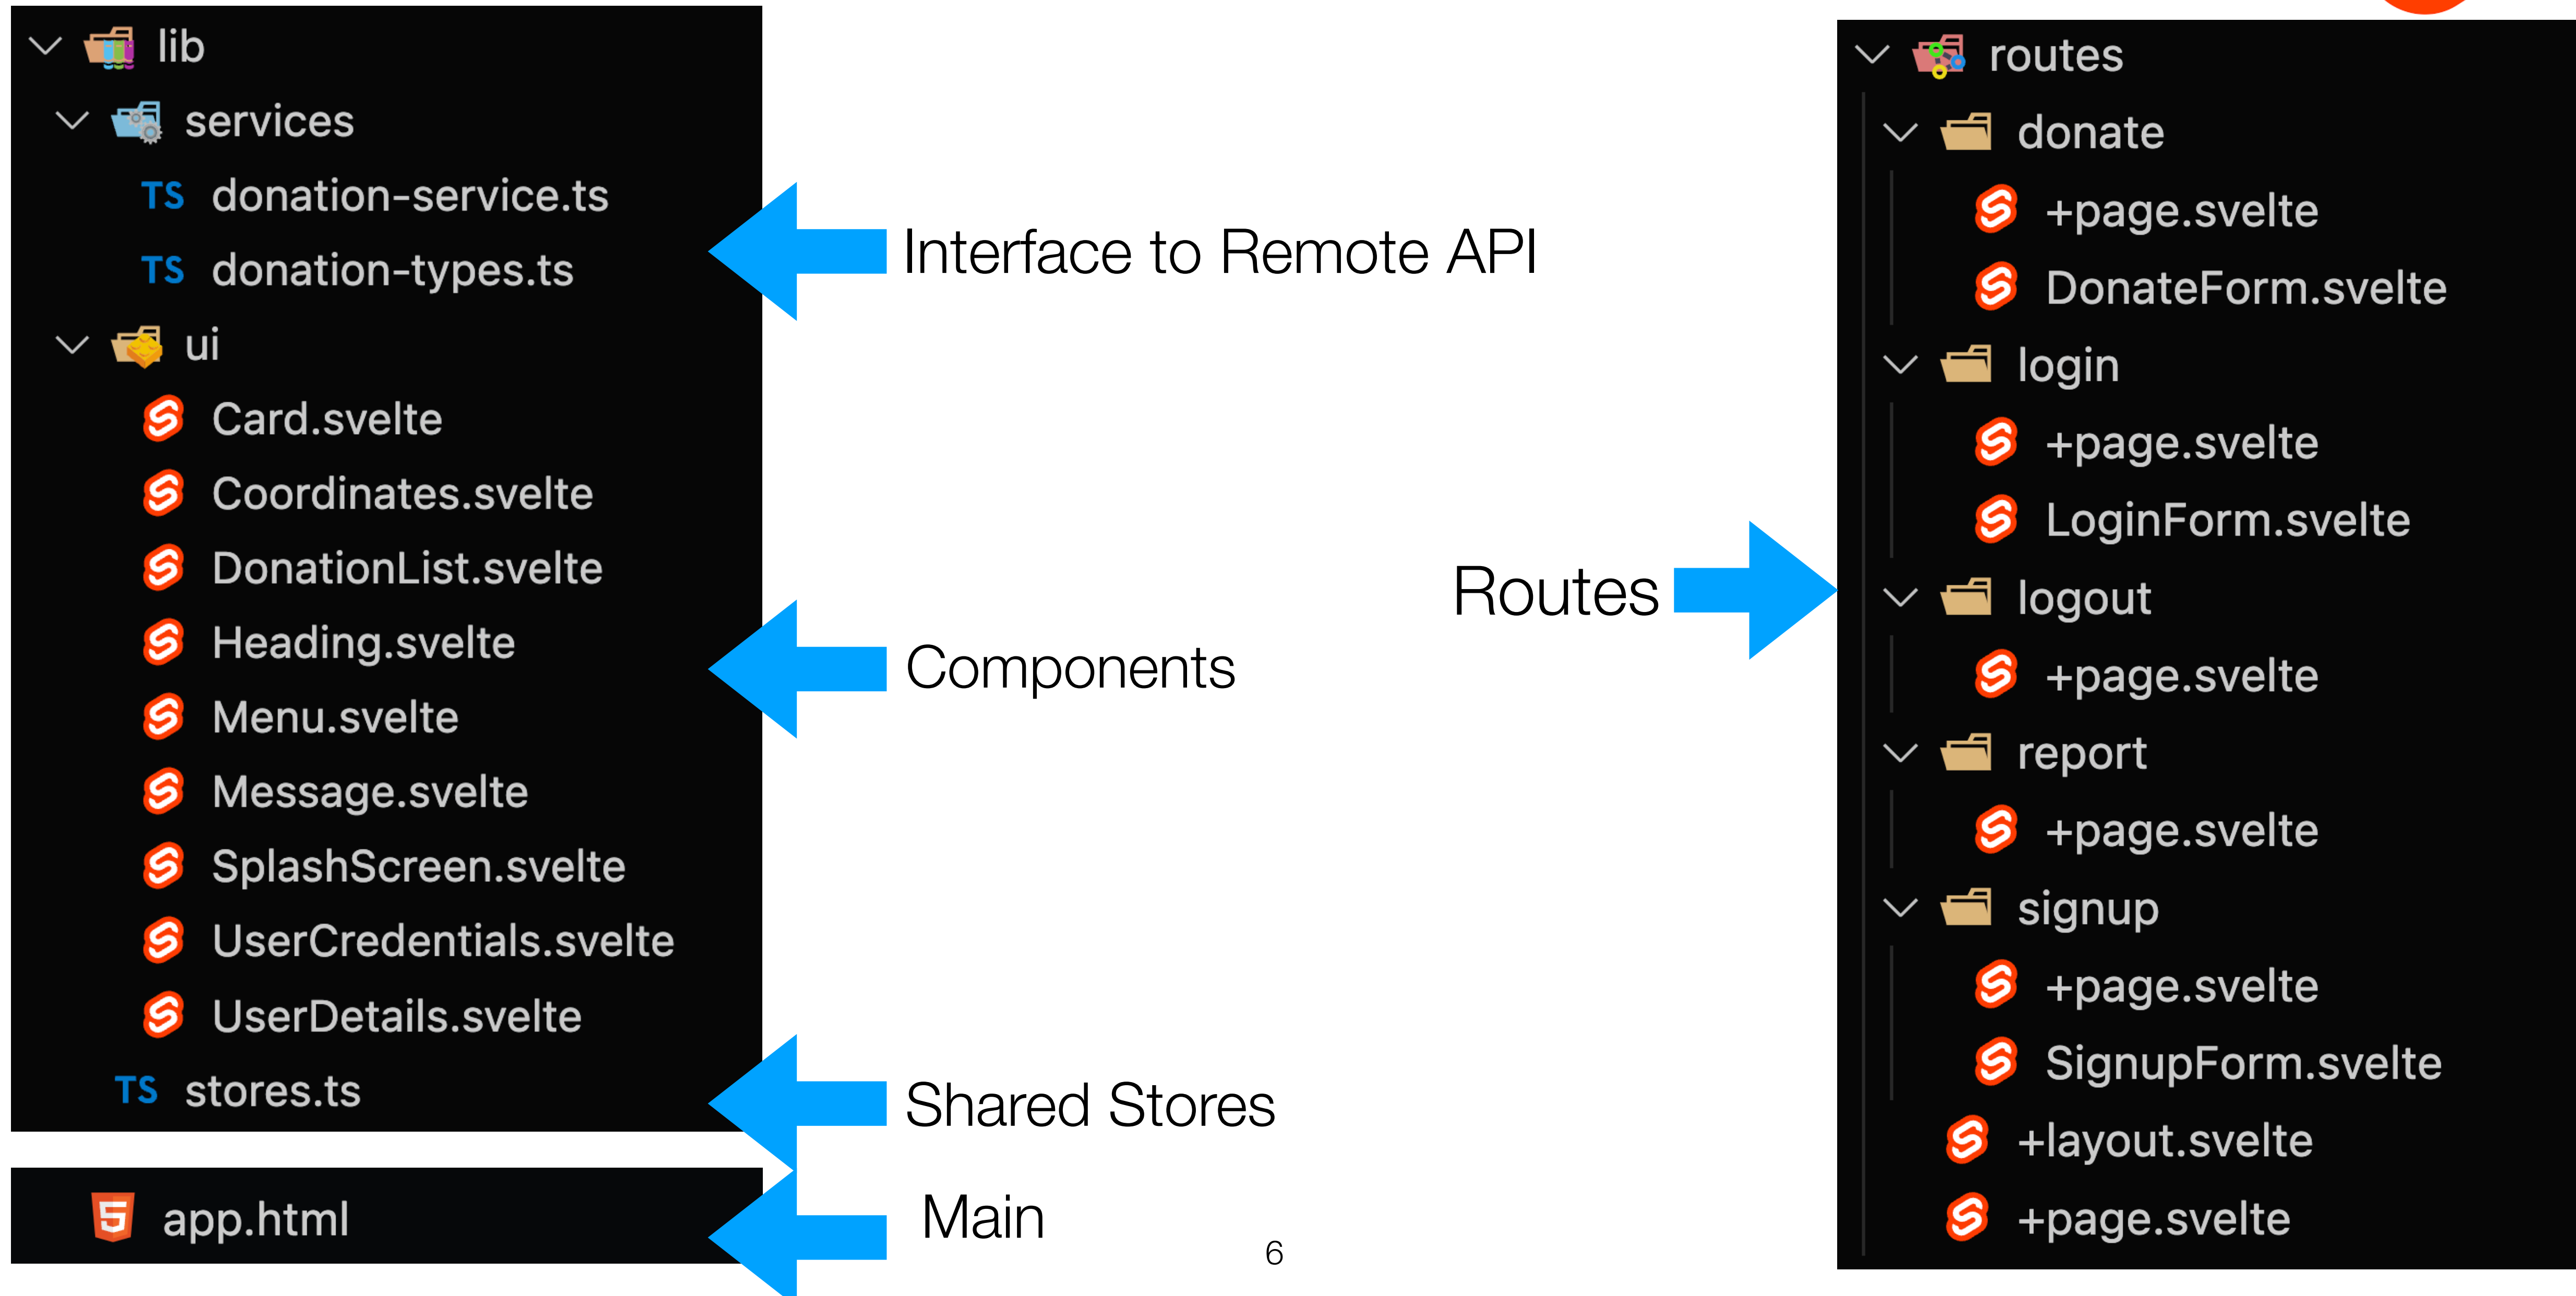 lib
services
TS donation-service.ts
TS donation-types.ts
ui
Card.svelte
Coordinates.svelte
DonationList.svelte
Heading.svelte
Menu.svelte
Message.svelte
SplashScreen.svelte
UserCredentials.svelte
UserDetails.svelte
TS stores.ts
app.html
Interface to Remote API
Components
Shared Stores
Main
6
Routes
routes
donate
+page.svelte
DonateForm.svelte
login
+page.svelte
LoginForm.svelte
logout
+page.svelte
report
+page.svelte
signup
+page.svelte
SignupForm.svelte
+layout.svelte
+page.svelte